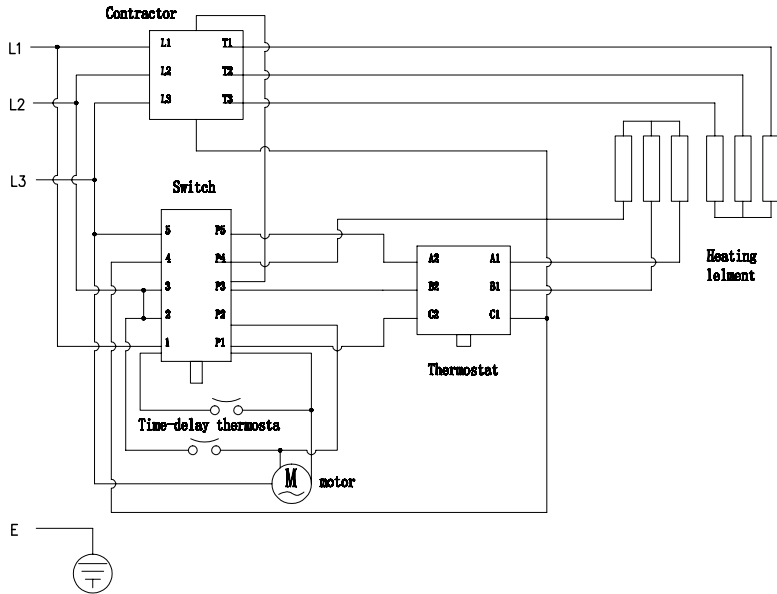 Contractor
L1
L1 T1
L2 T2
L2
L3 T3
L3
Switch
5 P5
4 P4
3 P3
2 P2
1 P1
A2 A1
B2 B1
C2 C1
Thermostat
Heating
lelment
Time-delay thermosta
M
motor
E